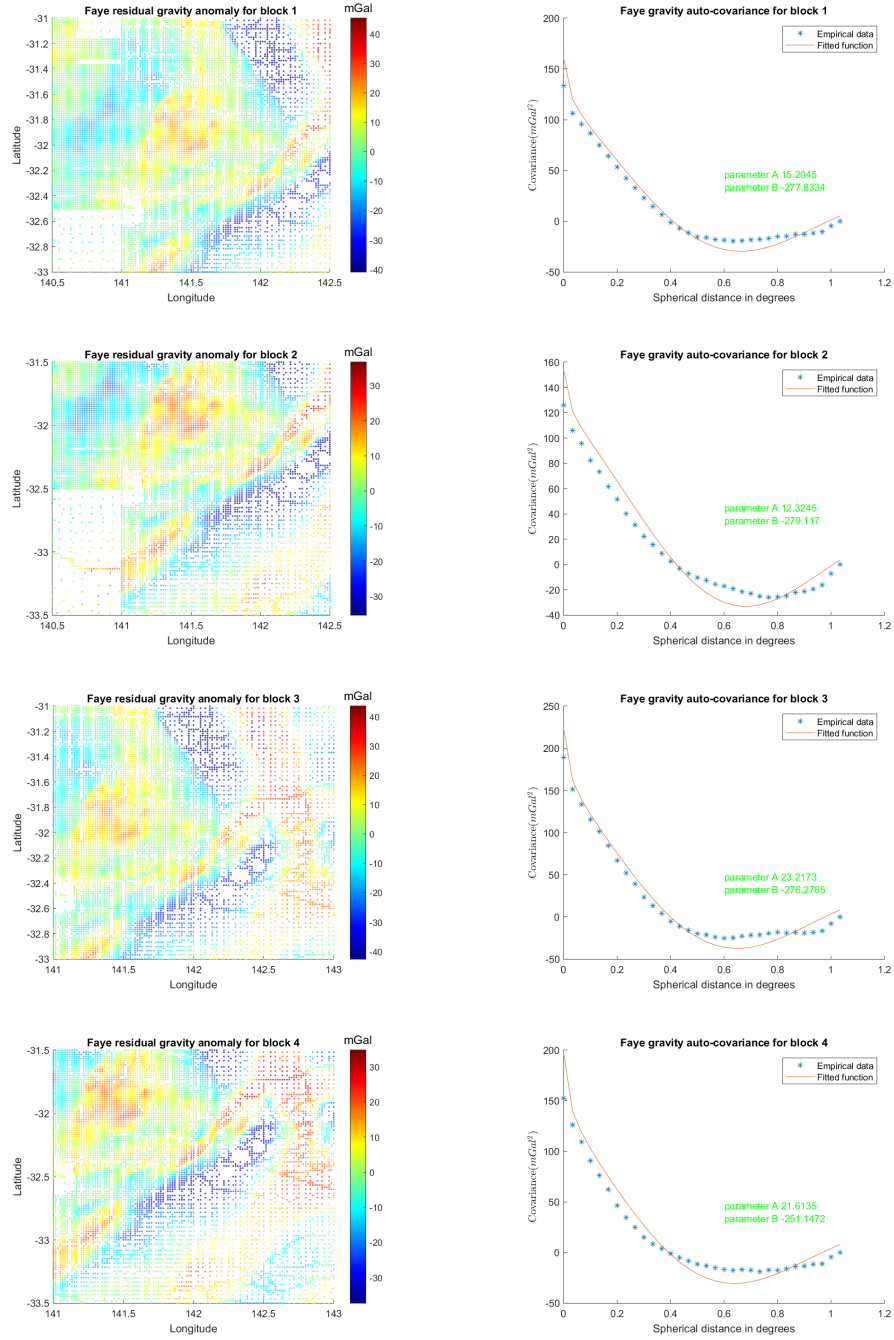 Faye residual gravity anomaly for block 1
mGal
-31
-31.2
-31.4
-31.6
-31.8
-32
-32.2
-32.4
-32.6
-32.8
-33
Latitude
140.5 141 141.5 142 142.5
Longitude
40
30
20
10
0
-10
-20
-30
-40
Faye gravity auto-covariance for block 1
200
150
100
50
0
-50
Covariance(mGal²)
Empirical data
Fitted function
parameter A 15.2045
parameter B -277.8334
0 0.2 0.4 0.6 0.8 1 1.2
Spherical distance in degrees
Faye residual gravity anomaly for block 2
mGal
-31.5
-32
-32.5
-33
-33.5
Latitude
140.5 141 141.5 142 142.5
Longitude
30
20
10
0
-10
-20
-30
Faye gravity auto-covariance for block 2
160
140
120
100
80
60
40
20
0
-20
-40
Covariance(mGal²)
Empirical data
Fitted function
parameter A 12.3245
parameter B -279.117
0 0.2 0.4 0.6 0.8 1 1.2
Spherical distance in degrees
Faye residual gravity anomaly for block 3
mGal
-31
-31.2
-31.4
-31.6
-31.8
-32
-32.2
-32.4
-32.6
-32.8
-33
Latitude
141 141.5 142 142.5 143
Longitude
40
30
20
10
0
-10
-20
-30
-40
Faye gravity auto-covariance for block 3
250
200
150
100
50
0
-50
Covariance(mGal²)
Empirical data
Fitted function
parameter A 23.2173
parameter B -276.2765
0 0.2 0.4 0.6 0.8 1 1.2
Spherical distance in degrees
Faye residual gravity anomaly for block 4
mGal
-31.5
-32
-32.5
-33
-33.5
Latitude
141 141.5 142 142.5 143
Longitude
30
20
10
0
-10
-20
-30
Faye gravity auto-covariance for block 4
200
150
100
50
0
-50
Covariance(mGal²)
Empirical data
Fitted function
parameter A 21.6135
parameter B -251.1472
0 0.2 0.4 0.6 0.8 1 1.2
Spherical distance in degrees